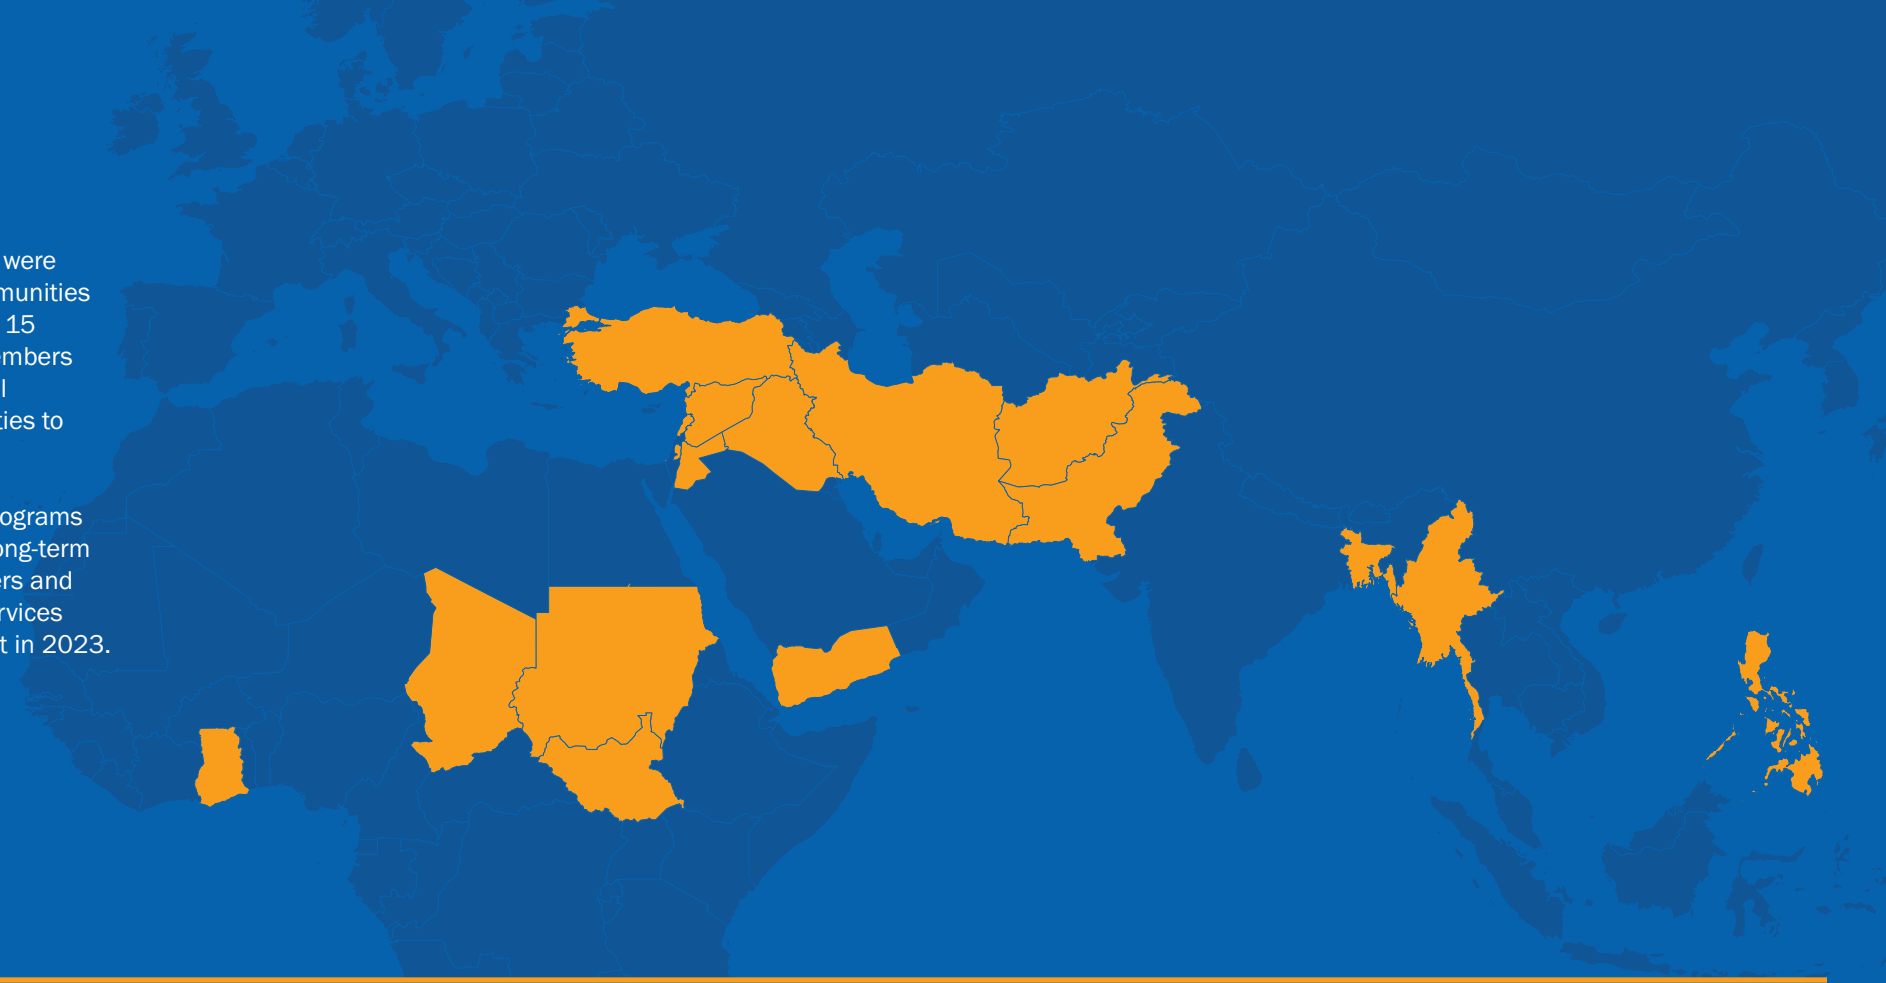 were
munities
15
embers
l
ties to
ograms
ong-term
ers and
rvices
t in 2023.